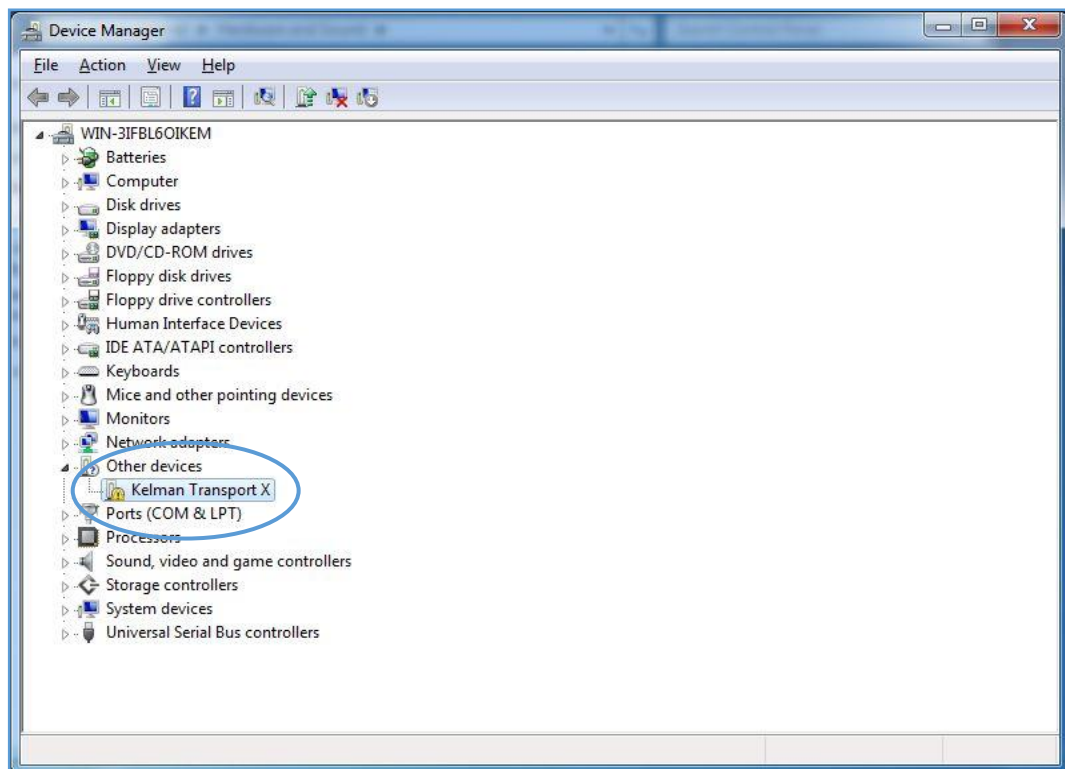 Device Manager
File Action View Help
WIN-3IFBL6OIKEM
Batteries
Computer
Disk drives
Display adapters
DVD/CD-ROM drives
Floppy disk drives
Floppy drive controllers
Human Interface Devices
IDE ATA/ATAPI controllers
Keyboards
Mice and other pointing devices
Monitors
Network adapters
Other devices
Kelman Transport X
Ports (COM & LPT)
Processors
Sound, video and game controllers
Storage controllers
System devices
Universal Serial Bus controllers